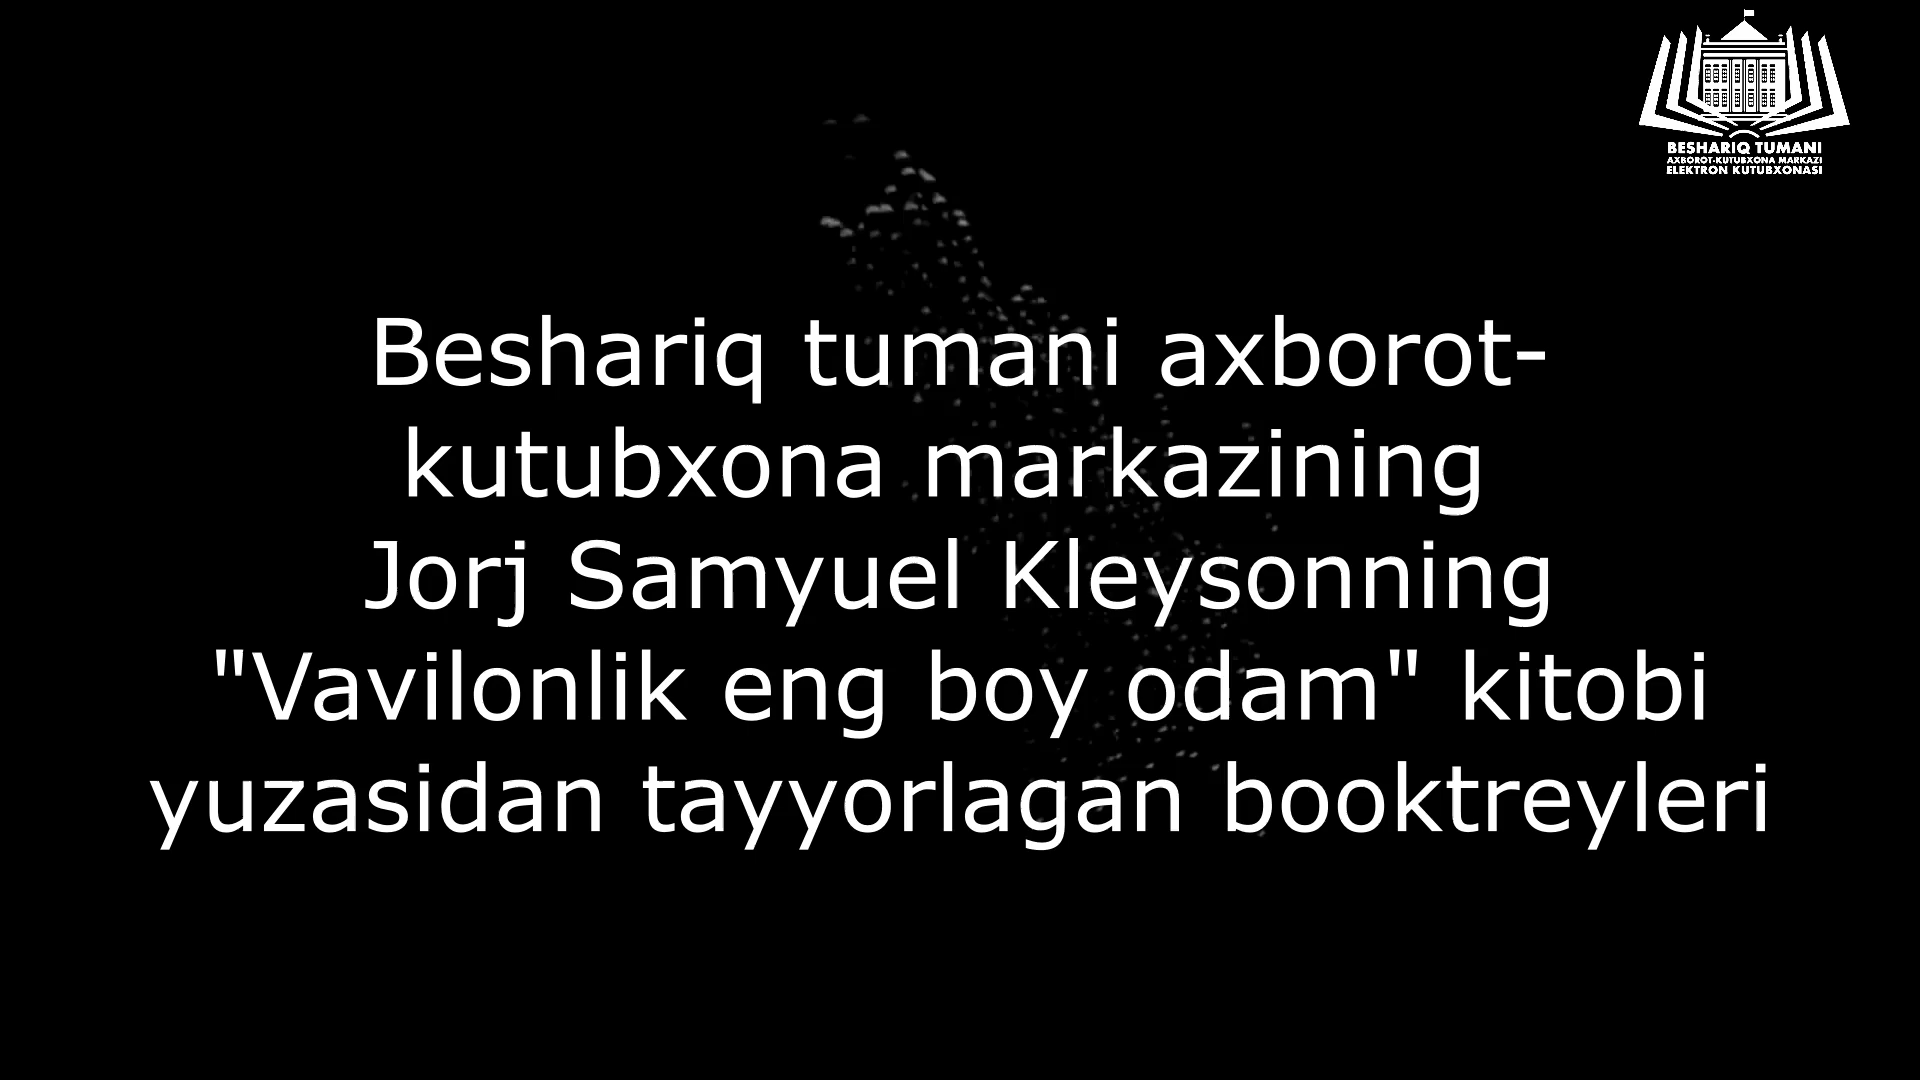 BESHARIQ TUMANI
AXBOROT-KUTUBXONA MARKAZI
ELEKTRON KUTUBXONASI
Beshariq tumani axborot-
kutubxona markazining
Jorj Samyuel Kleysonning
"Vavilonlik eng boy odam" kitobi
yuzasidan tayyorlagan booktreyleri